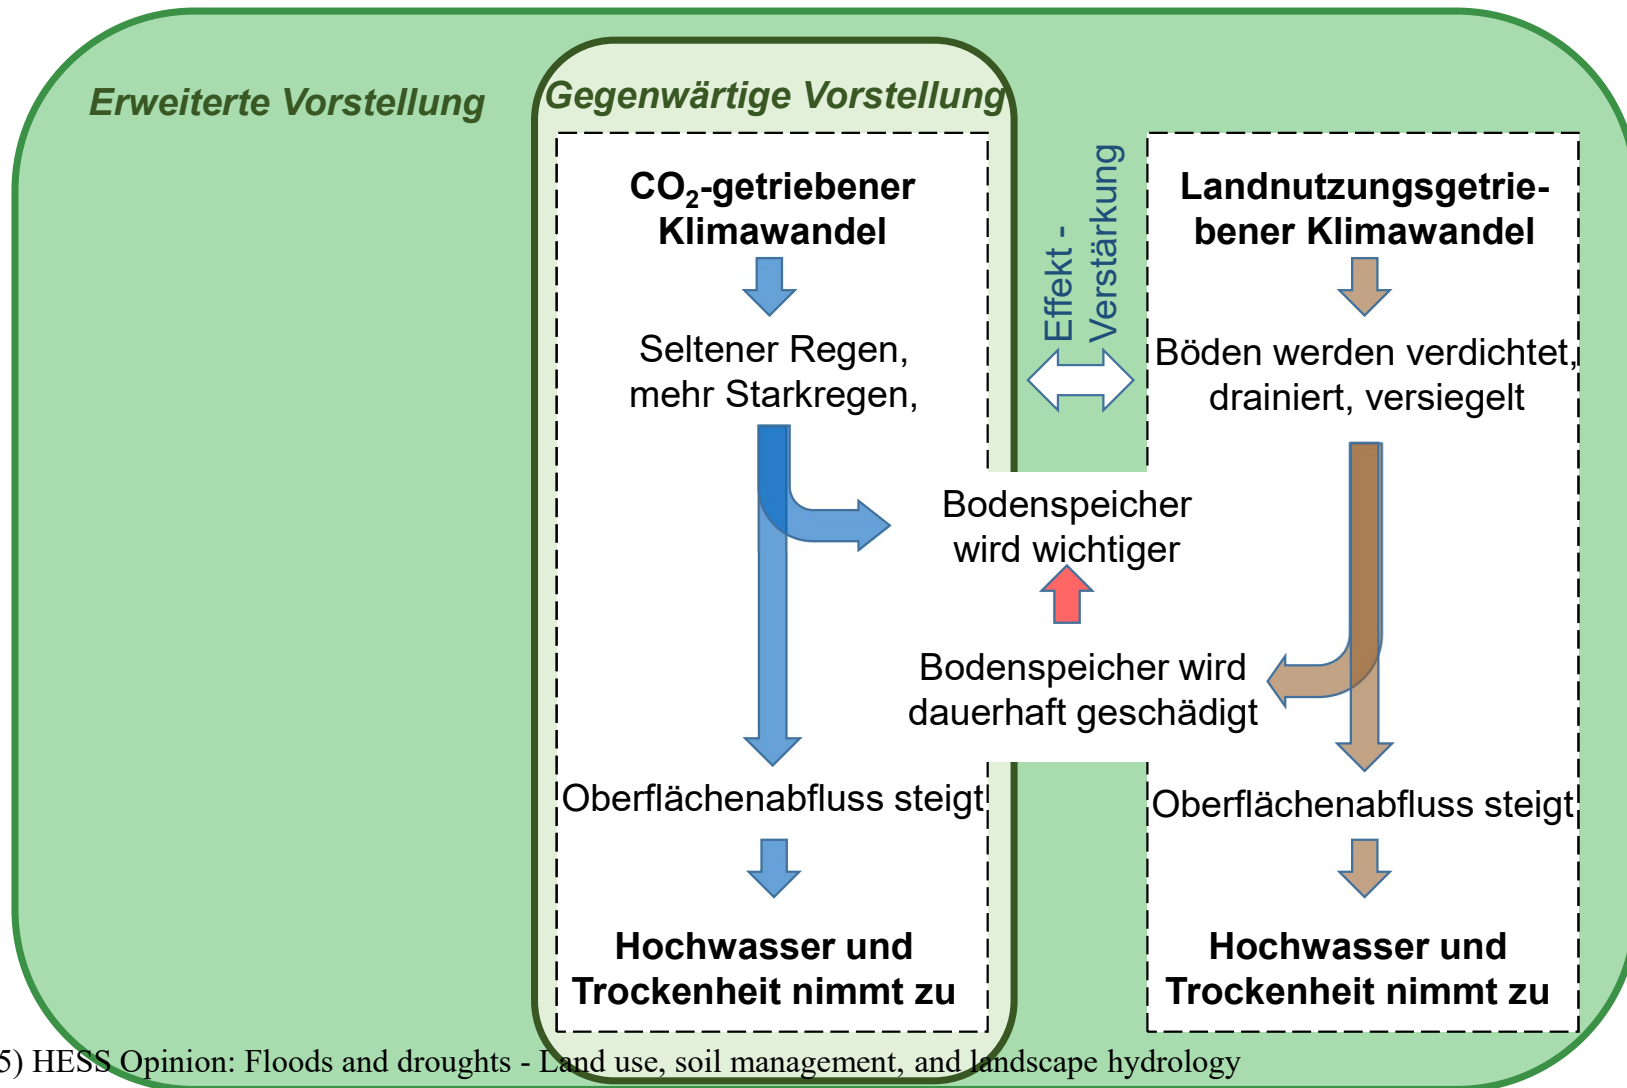 Erweiterte Vorstellung
Gegenwärtige Vorstellung
CO₂-getriebener
Klimawandel
Seltener Regen,
mehr Starkregen,
Effekt -
Verstärkung
Landnutzungsgetrie-
bener Klimawandel
Böden werden verdichtet,
drainiert, versiegelt
Bodenspeicher
wird wichtiger
Bodenspeicher wird
dauerhaft geschädigt
Oberflächenabfluss steigt
Hochwasser und
Trockenheit nimmt zu
Oberflächenabfluss steigt
Hochwasser und
Trockenheit nimmt zu
5) HESS Opinion: Floods and droughts - Land use, soil management, and landscape hydrology